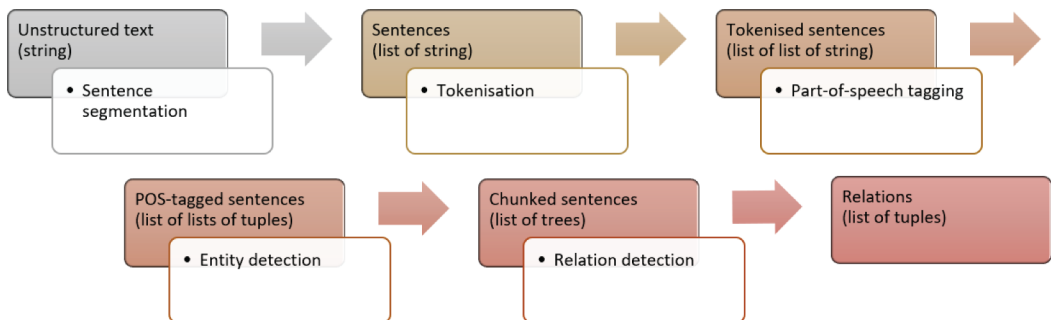 Unstructured text
(string)
• Sentence
segmentation
Sentences
(list of string)
• Tokenisation
Tokenised sentences
(list of list of string)
• Part-of-speech tagging
POS-tagged sentences
(list of lists of tuples)
• Entity detection
Chunked sentences
(list of trees)
• Relation detection
Relations
(list of tuples)